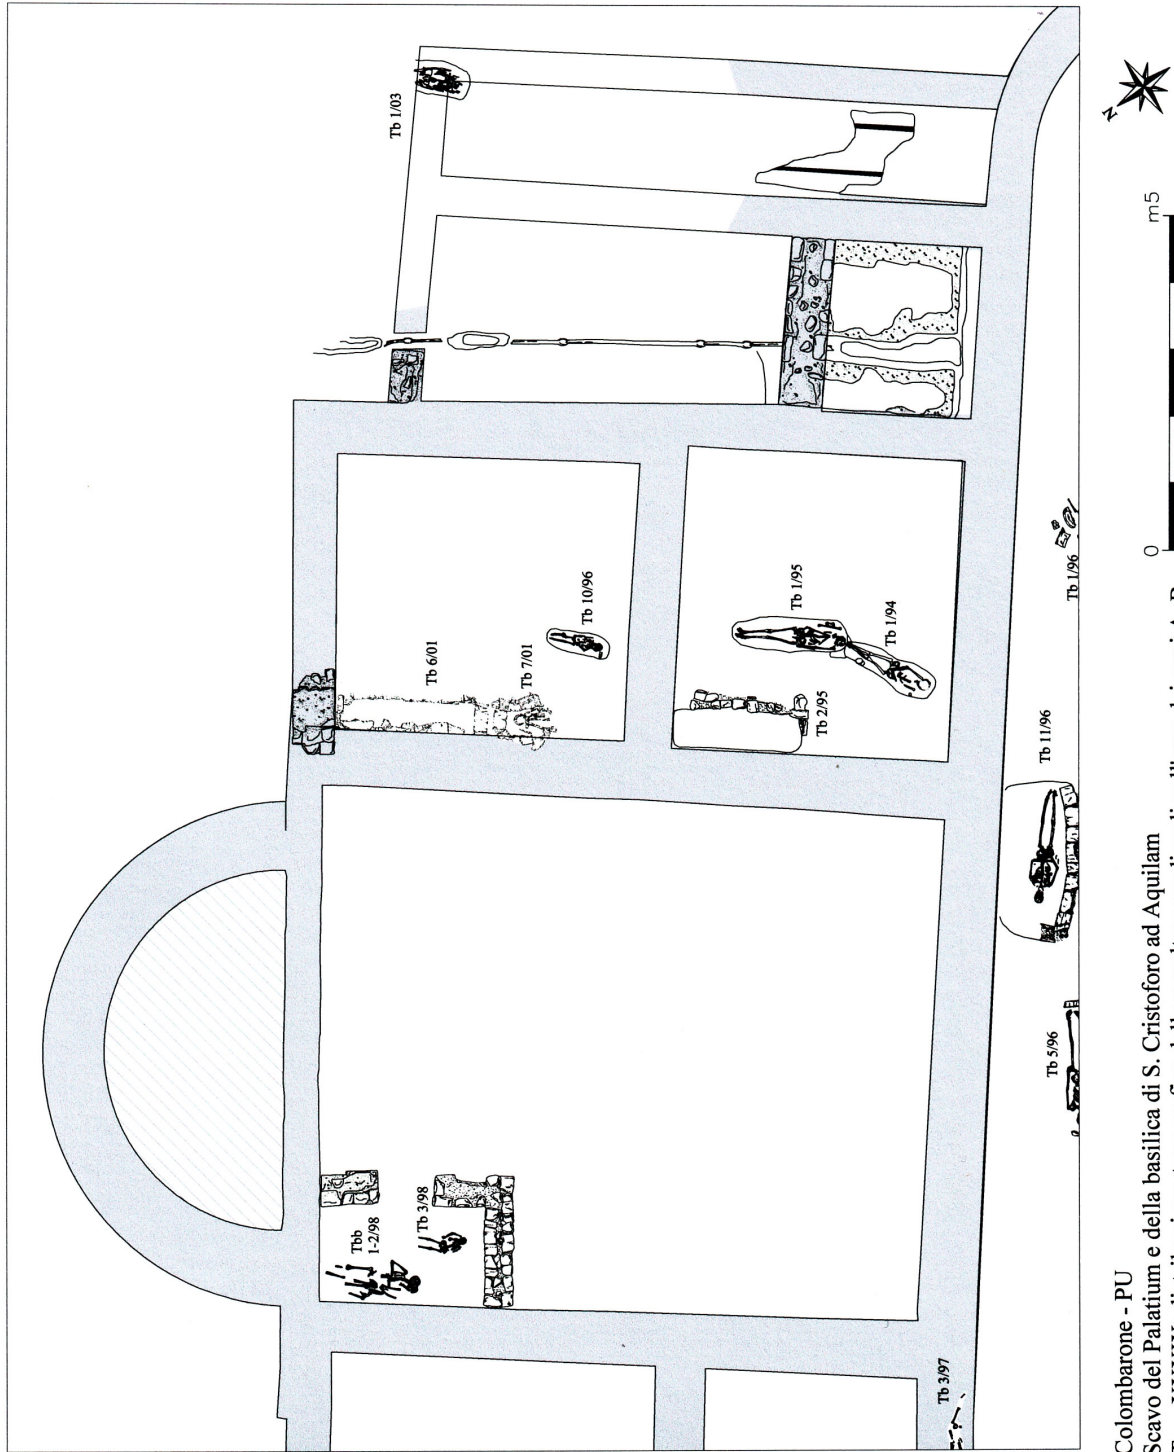 Tb 1/03
Tb 6/01
Tb 7/01
Tb 10/96
Tb 1/95
Tb 1/94
Tb 2/95
Tb 1/96
Tb 11/96
Tb 5/96
Tbb
1-2/98
Tb 3/98
Tb 3/97
N
0
m5
Colombarone - PU
Scavo del Palatium e della basilica di S. Cristoforo ad Aquilam